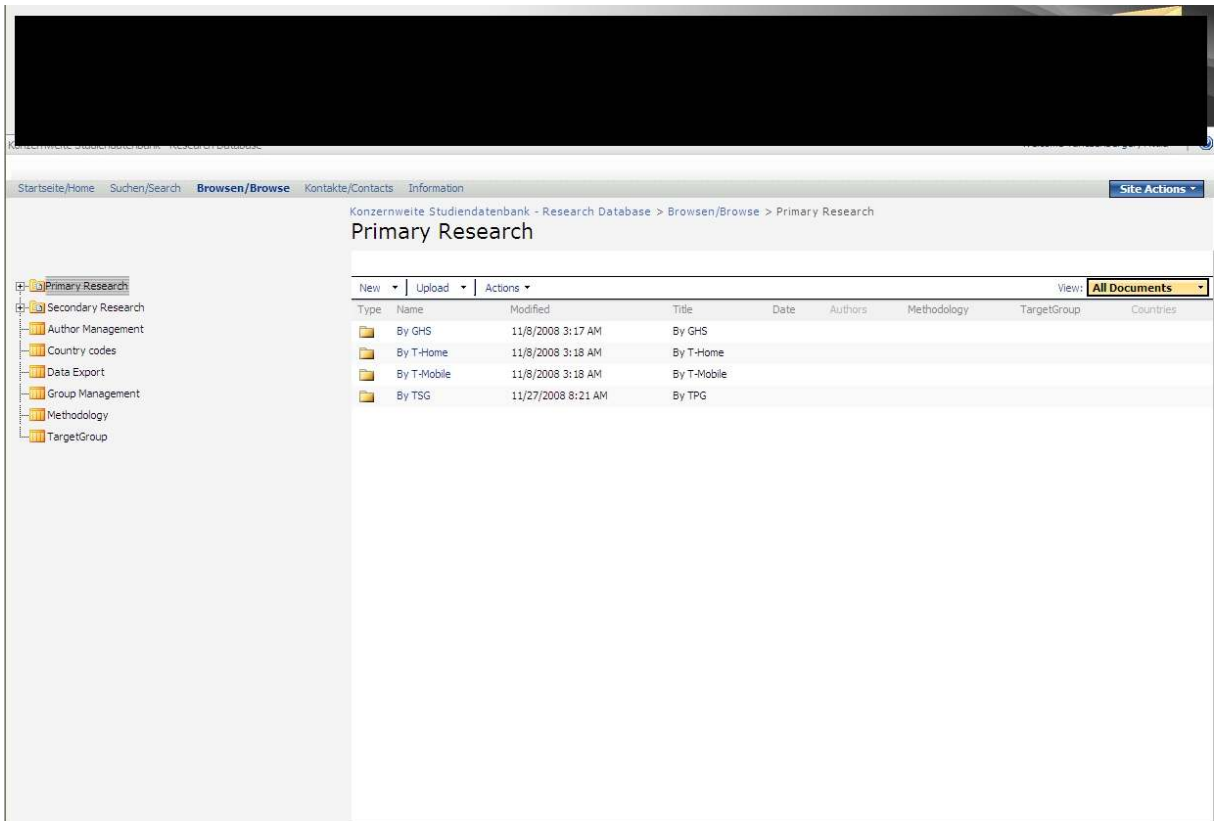 Konzernweite Studiendatenbank - Research Database
Startseite/Home Suchen/Search Browsen/Browse Kontakte/Contacts Information Site Actions
Konzernweite Studiendatenbank - Research Database > Browsen/Browse > Primary Research
Primary Research
Primary Research
Secondary Research
Author Management
Country codes
Data Export
Group Management
Methodology
TargetGroup
New Upload Actions View: All Documents
Type Name Modified Title Date Authors Methodology TargetGroup Countries
By GHS 11/8/2008 3:17 AM By GHS
By T-Home 11/8/2008 3:18 AM By T-Home
By T-Mobile 11/8/2008 3:18 AM By T-Mobile
By TSG 11/27/2008 8:21 AM By TPG